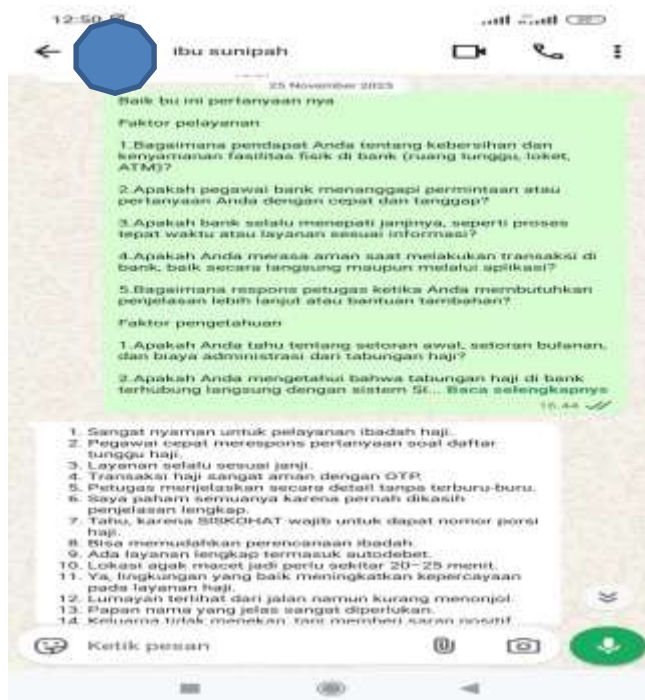 12:50
ibu sunipah
25 November 2025
Baik bu ini pertanyaan nya
Faktor pelayanan
1.Bagaimana pendapat Anda tentang kebersihan dan
kenyamanan fasilitas fisik di bank (ruang tunggu, loket,
ATM)?
2.Apakah pegawai bank menanggapi permintaan atau
pertanyaan Anda dengan cepat dan tanggap?
3.Apakah bank selalu menepati janjinya, seperti proses
tepat waktu atau layanan sesuai informasi?
4.Apakah Anda merasa aman saat melakukan transaksi di
bank, baik secara langsung maupun melalui aplikasi?
5.Bagaimana respons petugas ketika Anda membutuhkan
penjelasan lebih lanjut atau bantuan tambahan?
Faktor pengetahuan
1.Apakah Anda tahu tentang setoran awal, setoran bulanan,
dan biaya administrasi dari tabungan haji?
2.Apakah Anda mengetahui bahwa tabungan haji di bank
terhubung langsung dengan sistem SI... Baca selengkapnya
16.44
1. Sangat nyaman untuk pelayanan ibadah haji.
2. Pegawai cepat merespons pertanyaan soal daftar
tunggu haji.
3. Layanan selalu sesuai janji.
4. Transaksi haji sangat aman dengan OTP.
5. Petugas menjelaskan secara detail tanpa terburu-buru.
6. Saya paham semuanya karena pernah dikasih
penjelasan lengkap.
7. Tahu, karena SISKOHAT wajib untuk dapat nomor porsi
haji.
8. Bisa memudahkan perencanaan ibadah.
9. Ada layanan lengkap termasuk autodebet.
10. Lokasi agak macet jadi perlu sekitar 20–25 menit.
11. Ya, lingkungan yang baik meningkatkan kepercayaan
pada layanan haji.
12. Lumayan terlihat dari jalan namun kurang menonjol.
13. Papan nama yang jelas sangat diperlukan.
14. Keluarga tidak menekan, tapi memberi saran positif
Ketik pesan